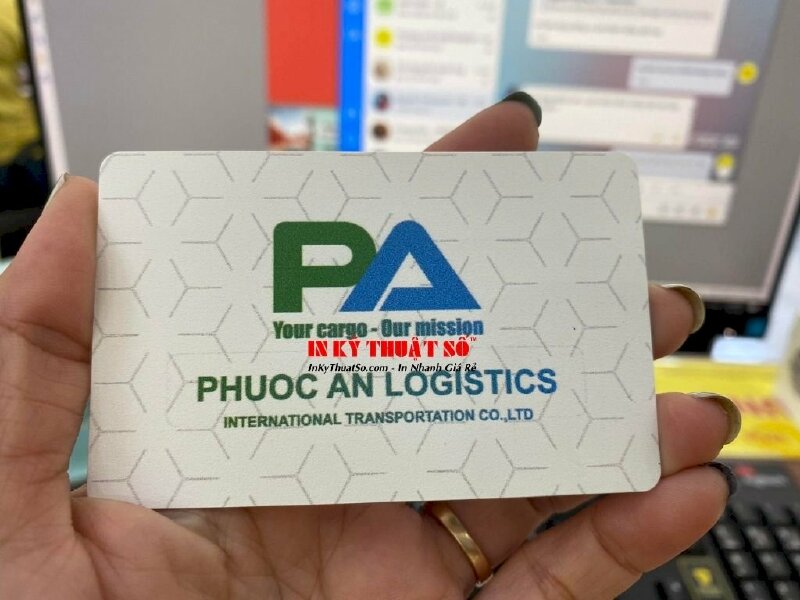 PA
Your cargo - Our mission
IN KỸ THUẬT SỐ™
InKyThuatSo.com - In Nhanh Giá Rẻ
PHUOC AN LOGISTICS
INTERNATIONAL TRANSPORTATION CO.,LTD